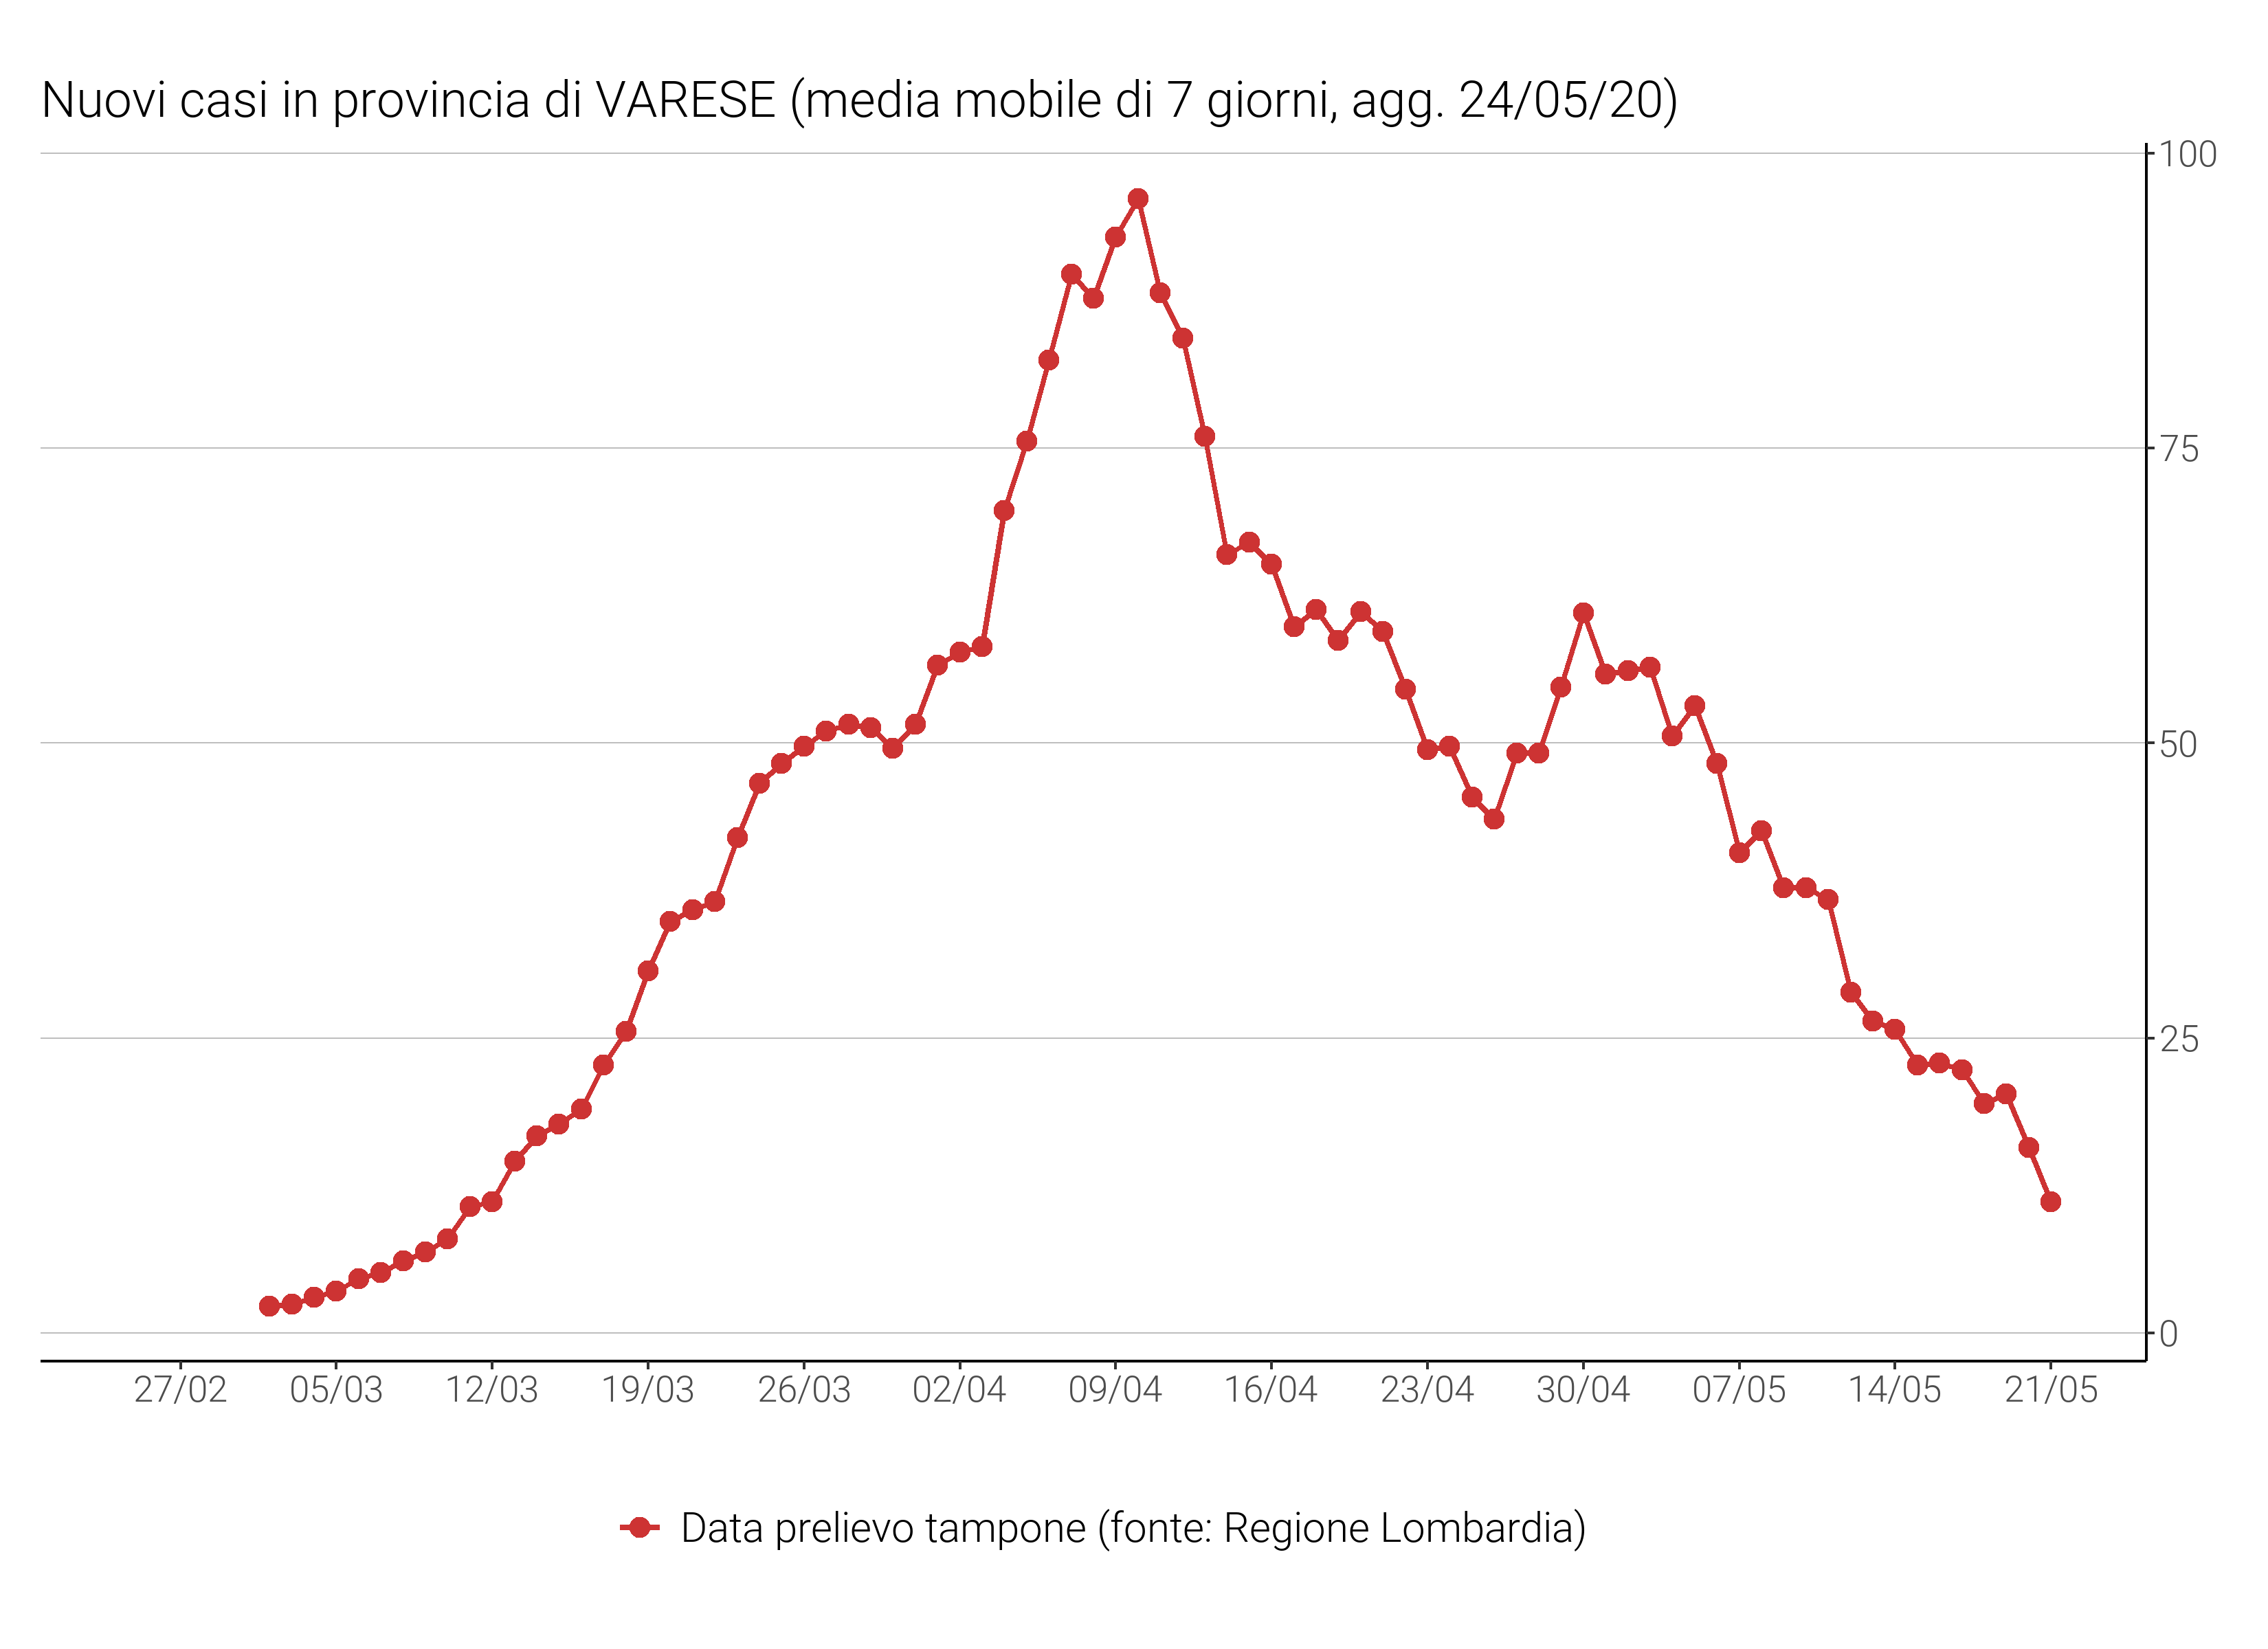 Nuovi casi in provincia di VARESE (media mobile di 7 giorni, agg. 24/05/20)
100
75
50
25
0
27/02 05/03 12/03 19/03 26/03 02/04 09/04 16/04 23/04 30/04 07/05 14/05 21/05
Data prelievo tampone (fonte: Regione Lombardia)